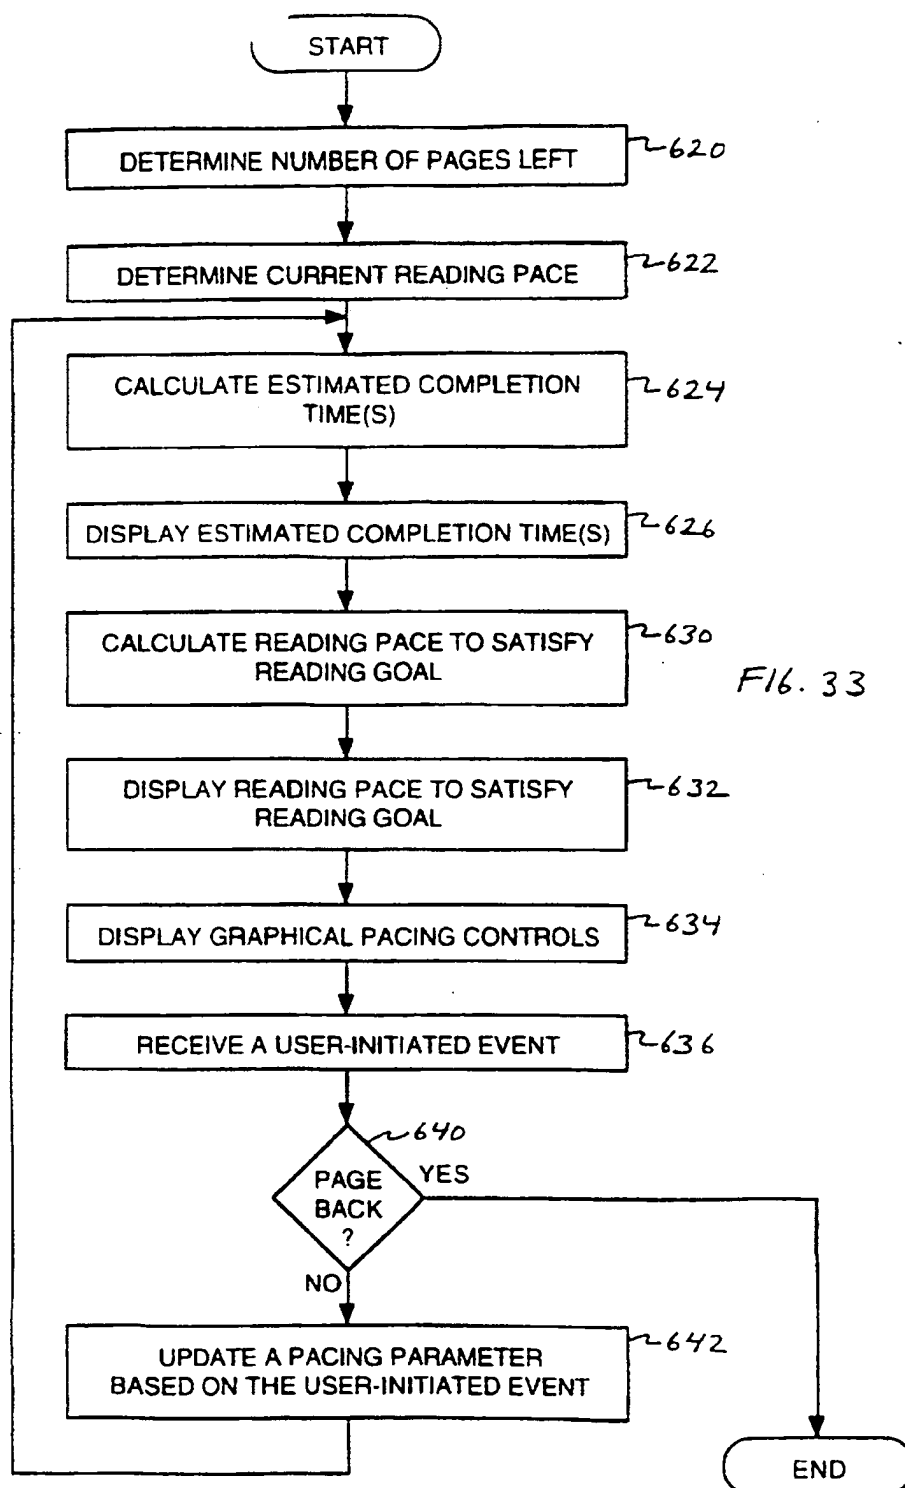 START
DETERMINE NUMBER OF PAGES LEFT
620
DETERMINE CURRENT READING PACE
622
CALCULATE ESTIMATED COMPLETION
TIME(S)
624
DISPLAY ESTIMATED COMPLETION TIME(S)
626
CALCULATE READING PACE TO SATISFY
READING GOAL
630
FIG. 33
DISPLAY READING PACE TO SATISFY
READING GOAL
632
DISPLAY GRAPHICAL PACING CONTROLS
634
RECEIVE A USER-INITIATED EVENT
636
640
PAGE
BACK
?
YES
NO
UPDATE A PACING PARAMETER
BASED ON THE USER-INITIATED EVENT
642
END